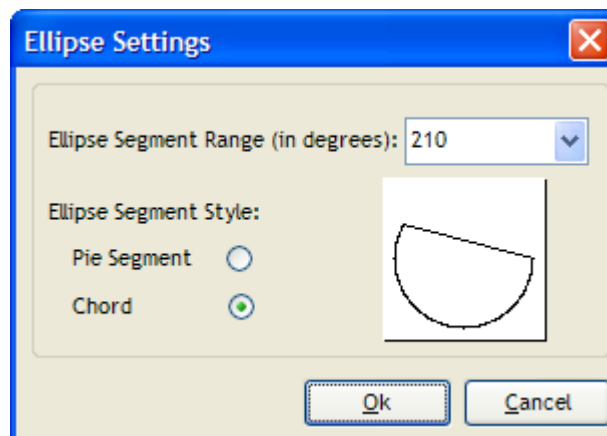 Ellipse Settings
Ellipse Segment Range (in degrees): 210
Ellipse Segment Style:
Pie Segment
Chord
Ok
Cancel